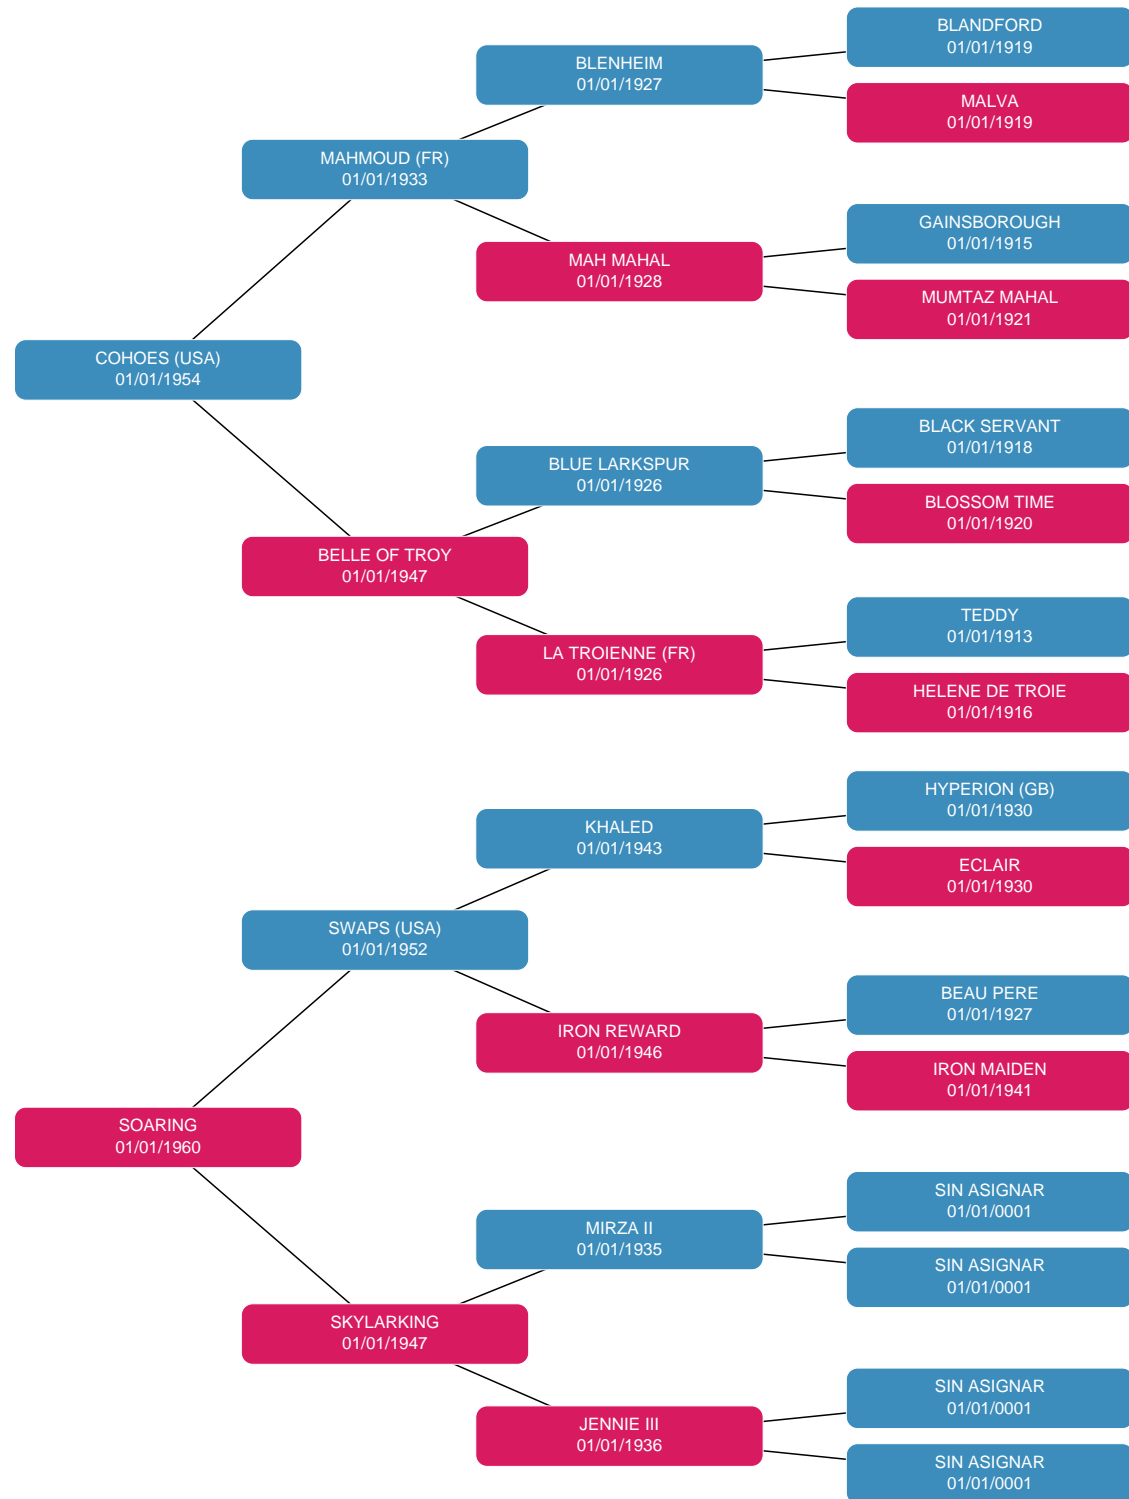 BLANDFORD
01/01/1919
BLENHEIM
01/01/1927
MALVA
01/01/1919
MAHMOUD (FR)
01/01/1933
GAINSBOROUGH
01/01/1915
MAH MAHAL
01/01/1928
MUMTAZ MAHAL
01/01/1921
COHOES (USA)
01/01/1954
BLACK SERVANT
01/01/1918
BLUE LARKSPUR
01/01/1926
BLOSSOM TIME
01/01/1920
BELLE OF TROY
01/01/1947
TEDDY
01/01/1913
LA TROIENNE (FR)
01/01/1926
HELENE DE TROIE
01/01/1916
HYPERION (GB)
01/01/1930
KHALED
01/01/1943
ECLAIR
01/01/1930
SWAPS (USA)
01/01/1952
BEAU PERE
01/01/1927
IRON REWARD
01/01/1946
IRON MAIDEN
01/01/1941
SOARING
01/01/1960
SIN ASIGNAR
01/01/0001
MIRZA II
01/01/1935
SIN ASIGNAR
01/01/0001
SKYLARKING
01/01/1947
SIN ASIGNAR
01/01/0001
JENNIE III
01/01/1936
SIN ASIGNAR
01/01/0001